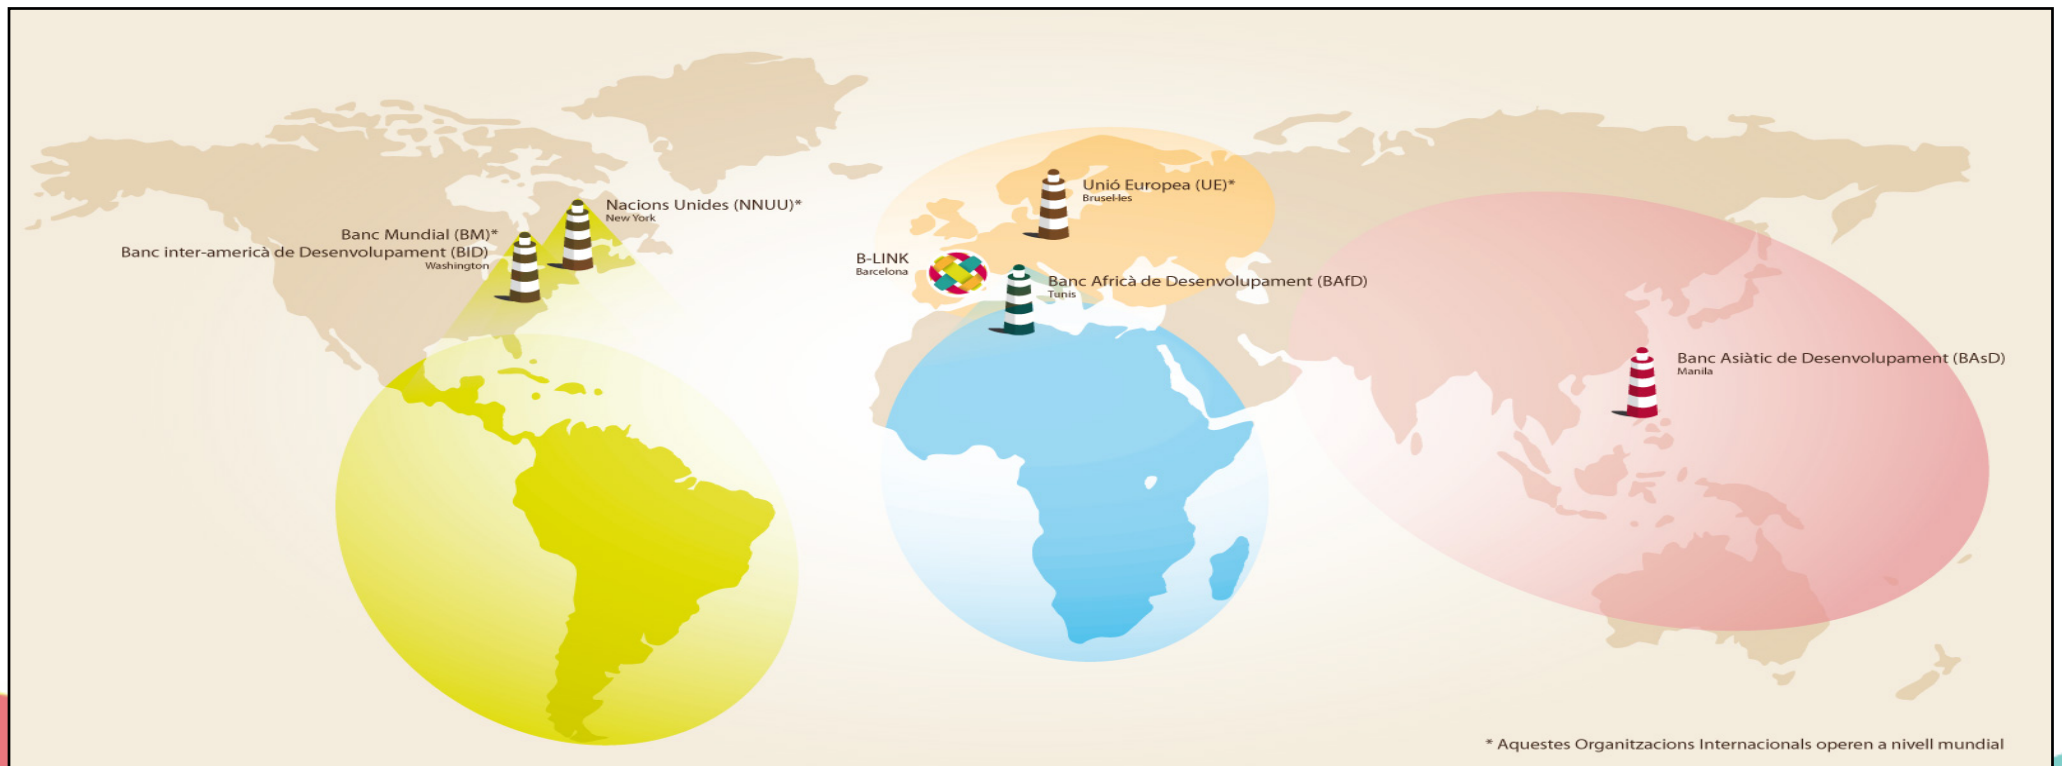 Nacions Unides (NNUU)*
New York
Banc Mundial (BM)*
Banc inter-americà de Desenvolupament (BID)
Washington
Unió Europea (UE)*
Brusel·les
B-LINK
Barcelona
Banc Africà de Desenvolupament (BAfD)
Tunis
Banc Asiàtic de Desenvolupament (BAsD)
Manila
* Aquestes Organitzacions Internacionals operen a nivell mundial